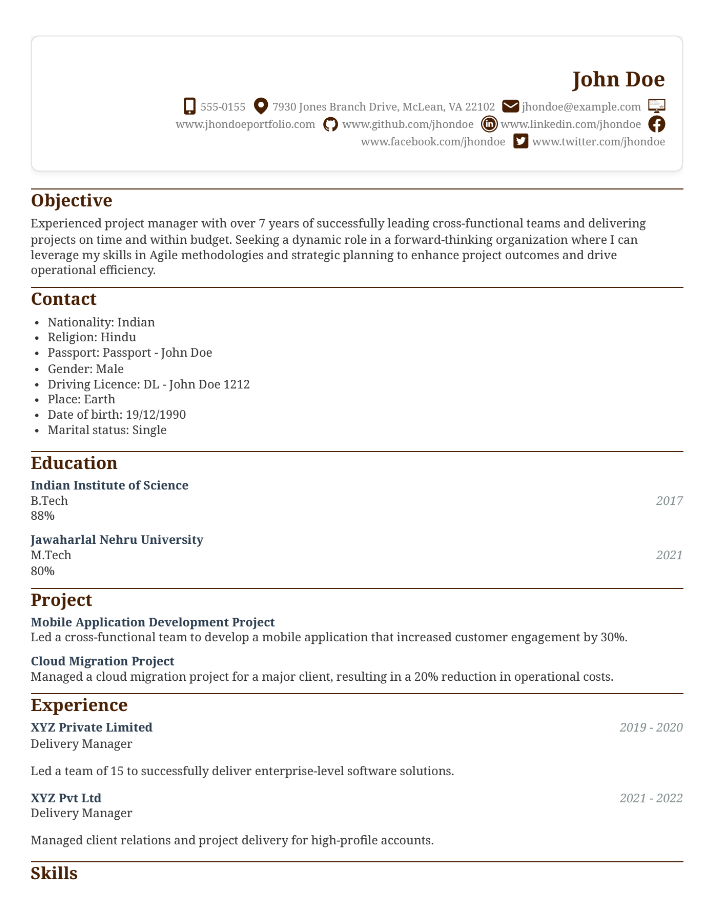 John Doe
555-0155 7930 Jones Branch Drive, McLean, VA 22102 jhondoe@example.com
www.jhondoeportfolio.com www.github.com/jhondoe www.linkedin.com/jhondoe
www.facebook.com/jhondoe www.twitter.com/jhondoe
Objective
Experienced project manager with over 7 years of successfully leading cross-functional teams and delivering
projects on time and within budget. Seeking a dynamic role in a forward-thinking organization where I can
leverage my skills in Agile methodologies and strategic planning to enhance project outcomes and drive
operational efficiency.
Contact
• Nationality: Indian
• Religion: Hindu
• Passport: Passport - John Doe
• Gender: Male
• Driving Licence: DL - John Doe 1212
• Place: Earth
• Date of birth: 19/12/1990
• Marital status: Single
Education
Indian Institute of Science
B.Tech 2017
88%
Jawaharlal Nehru University
M.Tech 2021
80%
Project
Mobile Application Development Project
Led a cross-functional team to develop a mobile application that increased customer engagement by 30%.
Cloud Migration Project
Managed a cloud migration project for a major client, resulting in a 20% reduction in operational costs.
Experience
XYZ Private Limited 2019 - 2020
Delivery Manager
Led a team of 15 to successfully deliver enterprise-level software solutions.
XYZ Pvt Ltd 2021 - 2022
Delivery Manager
Managed client relations and project delivery for high-profile accounts.
Skills